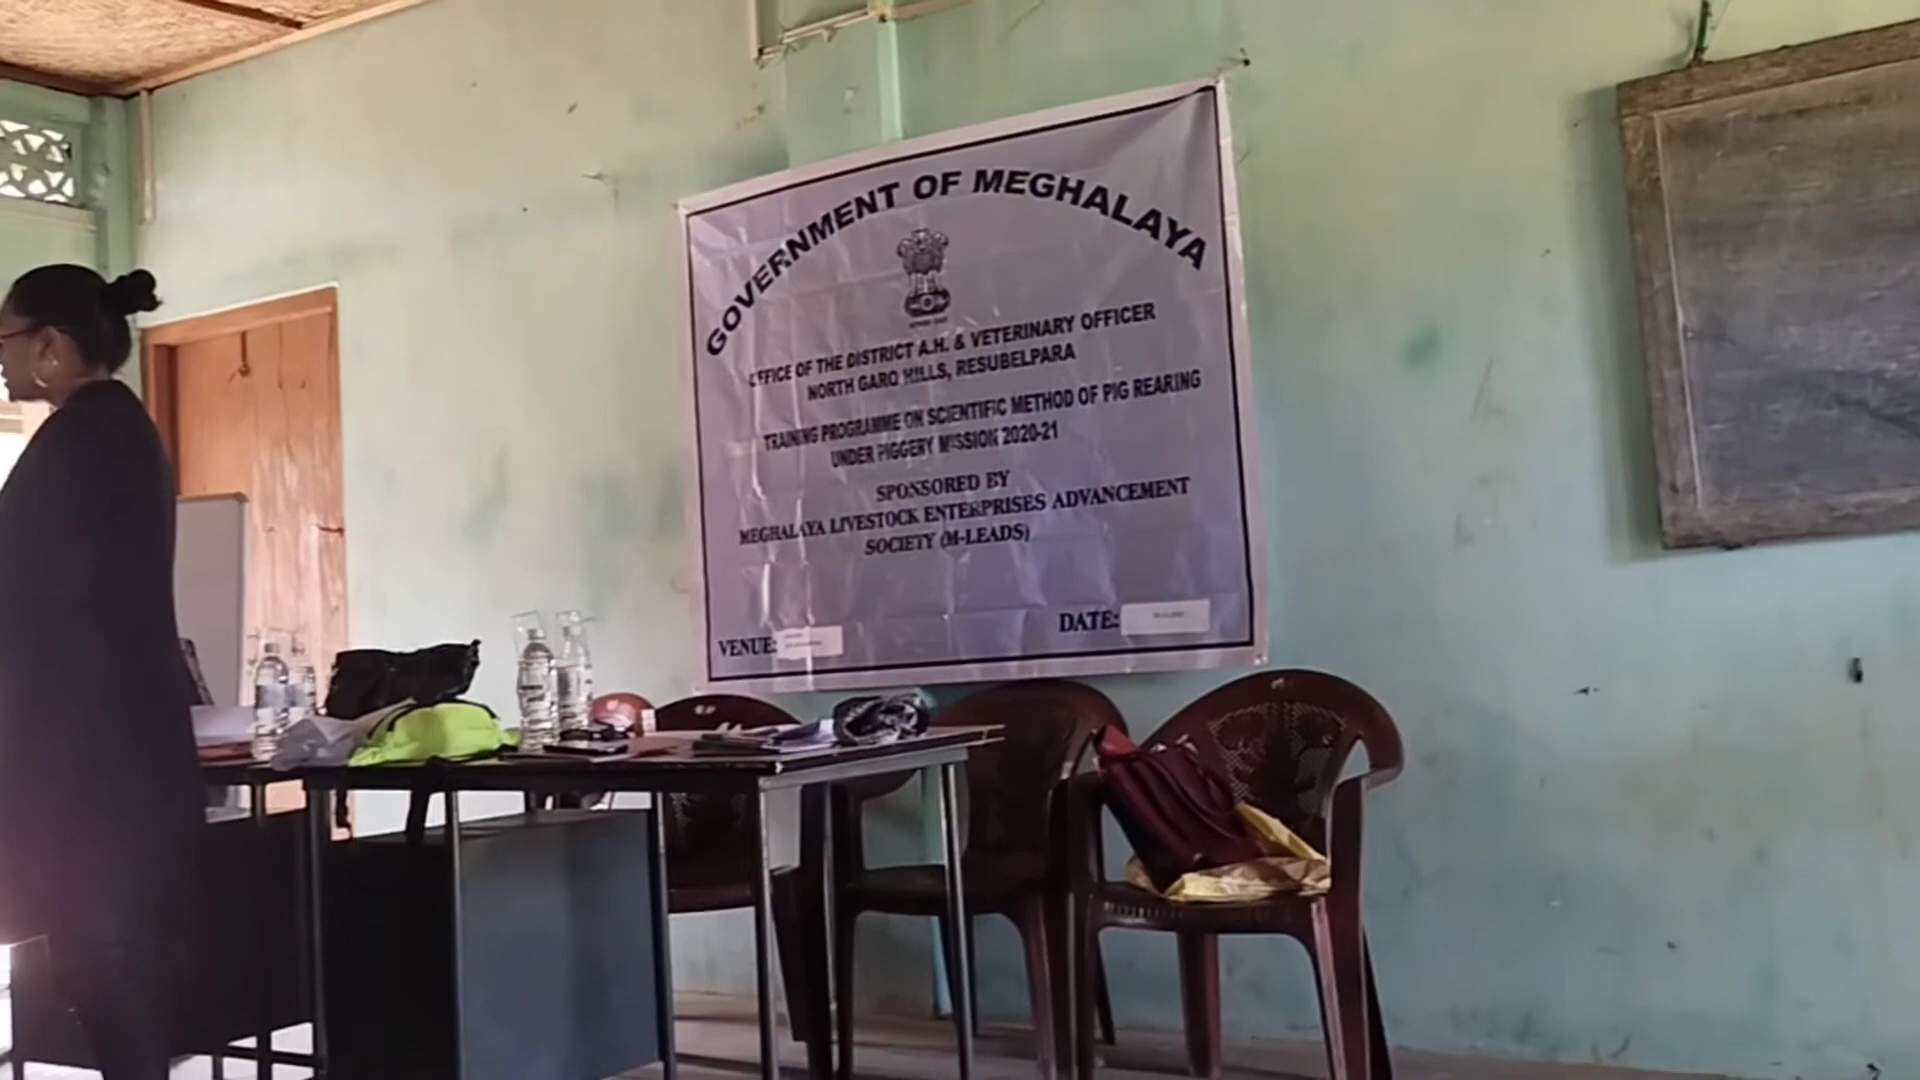 GOVERNMENT OF MEGHALAYA
OFFICE OF THE DISTRICT A.H. & VETERINARY OFFICER
NORTH GARO HILLS, RESUBELPARA
TRAINING PROGRAMME ON SCIENTIFIC METHOD OF PIG REARING
UNDER PIGGERY MISSION 2020-21
SPONSORED BY
MEGHALAYA LIVESTOCK ENTERPRISES ADVANCEMENT
SOCIETY (M-LEADS)
VENUE:
DATE: